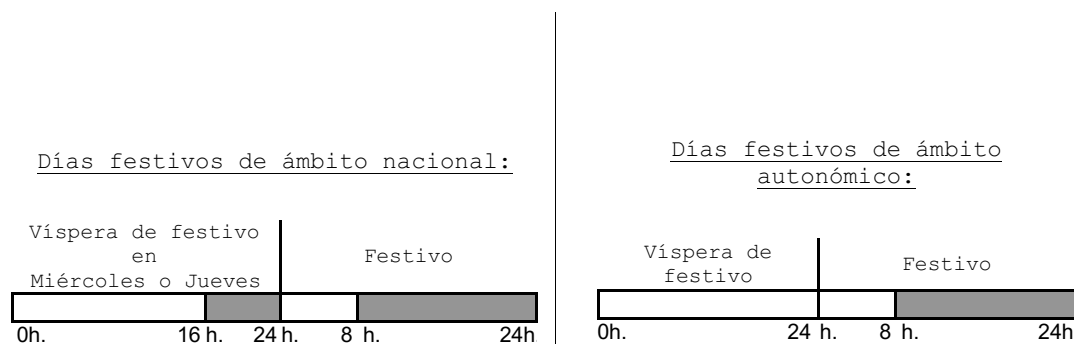 Días festivos de ámbito nacional:
Víspera de festivo
en
Miércoles o Jueves
Festivo
0h.
16 h.
24 h.
8 h.
24h.
Días festivos de ámbito
autonómico:
Víspera de
festivo
Festivo
0h.
24 h.
8 h.
24h